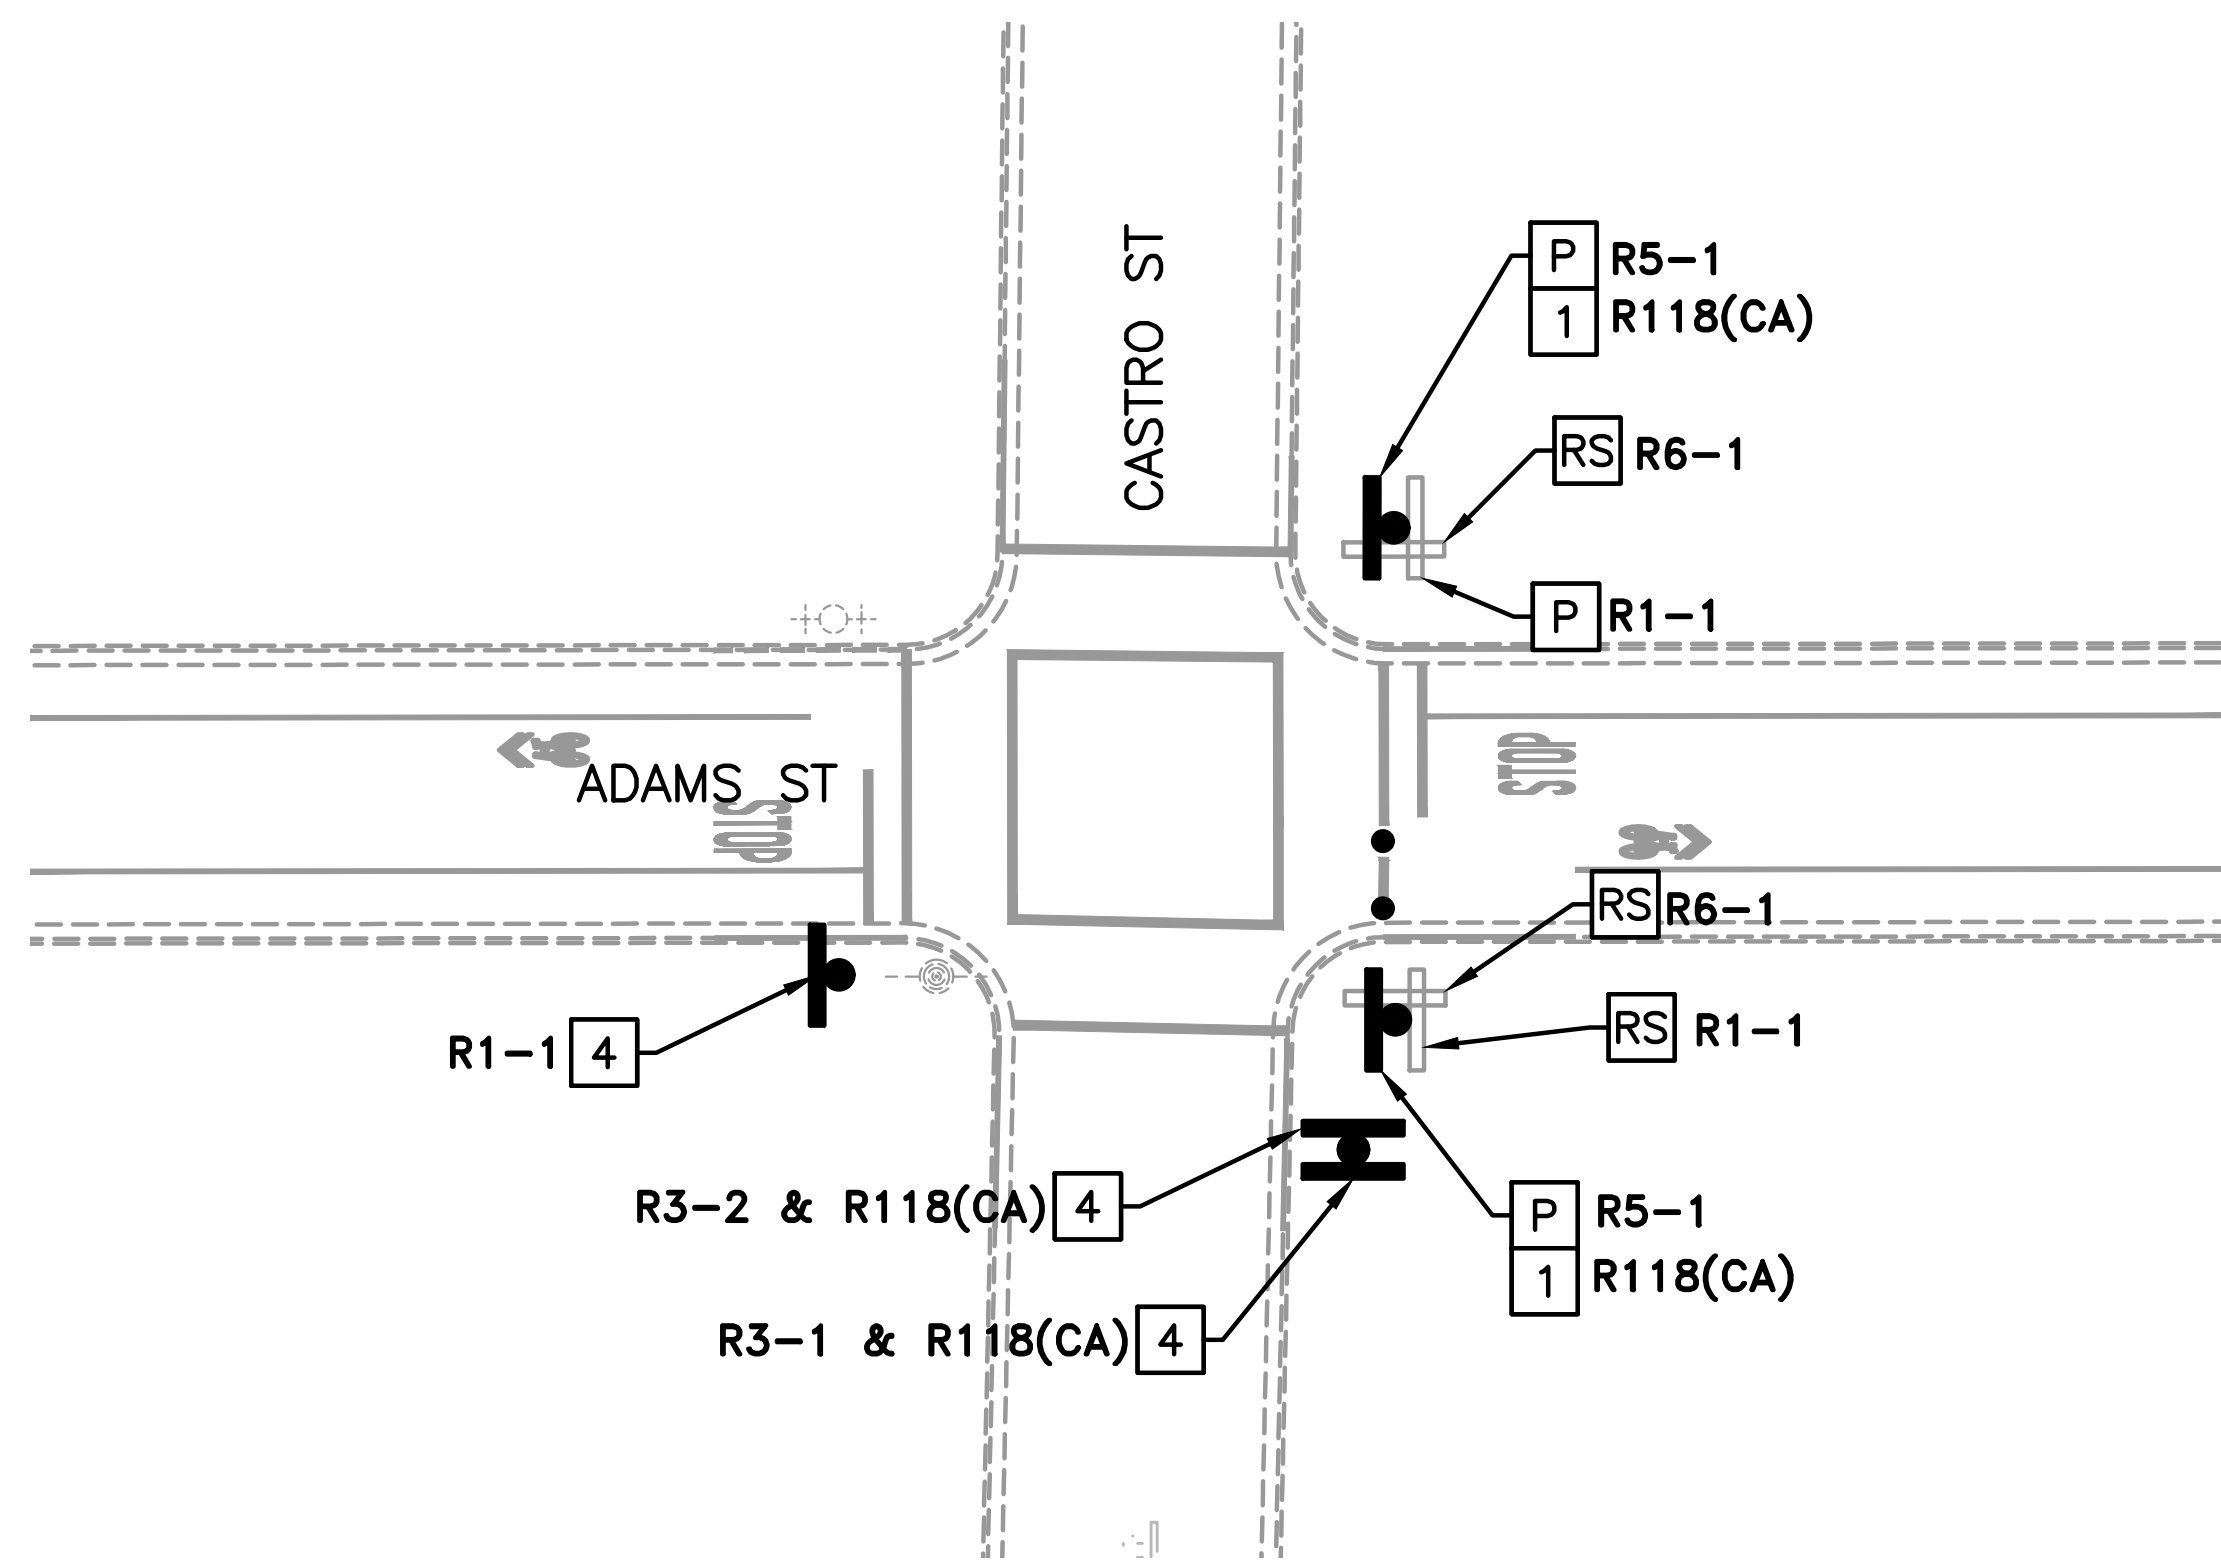 CASTRO ST
P R5-1
1 R118(CA)
RS R6-1
P R1-1
ADAMS ST
STOP
STOP
RS R6-1
RS R1-1
R1-1 4
R3-2 & R118(CA) 4
P R5-1
1 R118(CA)
R3-1 & R118(CA) 4